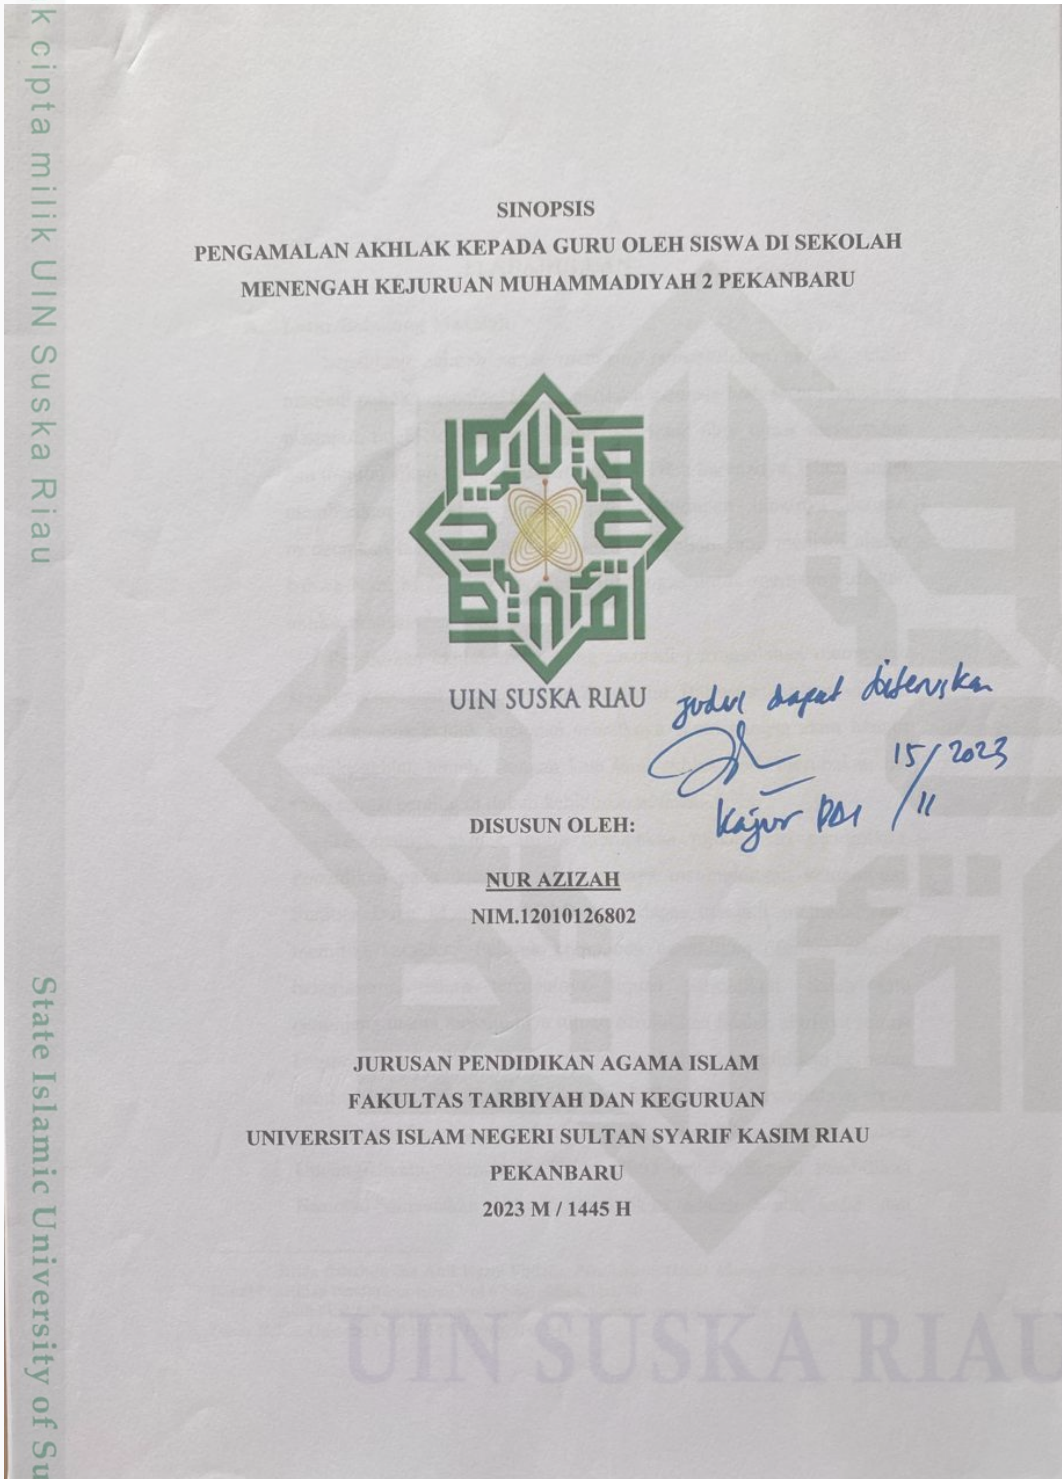 k cipta milik UIN Suska Riau
SINOPSIS
PENGAMALAN AKHLAK KEPADA GURU OLEH SISWA DI SEKOLAH
MENENGAH KEJURUAN MUHAMMADIYAH 2 PEKANBARU
UIN SUSKA RIAU
judul dapat diteruskan
15/2023
Kajur PAI /11
DISUSUN OLEH:
NUR AZIZAH
NIM.12010126802
JURUSAN PENDIDIKAN AGAMA ISLAM
FAKULTAS TARBIYAH DAN KEGURUAN
UNIVERSITAS ISLAM NEGERI SULTAN SYARIF KASIM RIAU
PEKANBARU
2023 M / 1445 H
State Islamic University of Su
UIN SUSKA RIAU